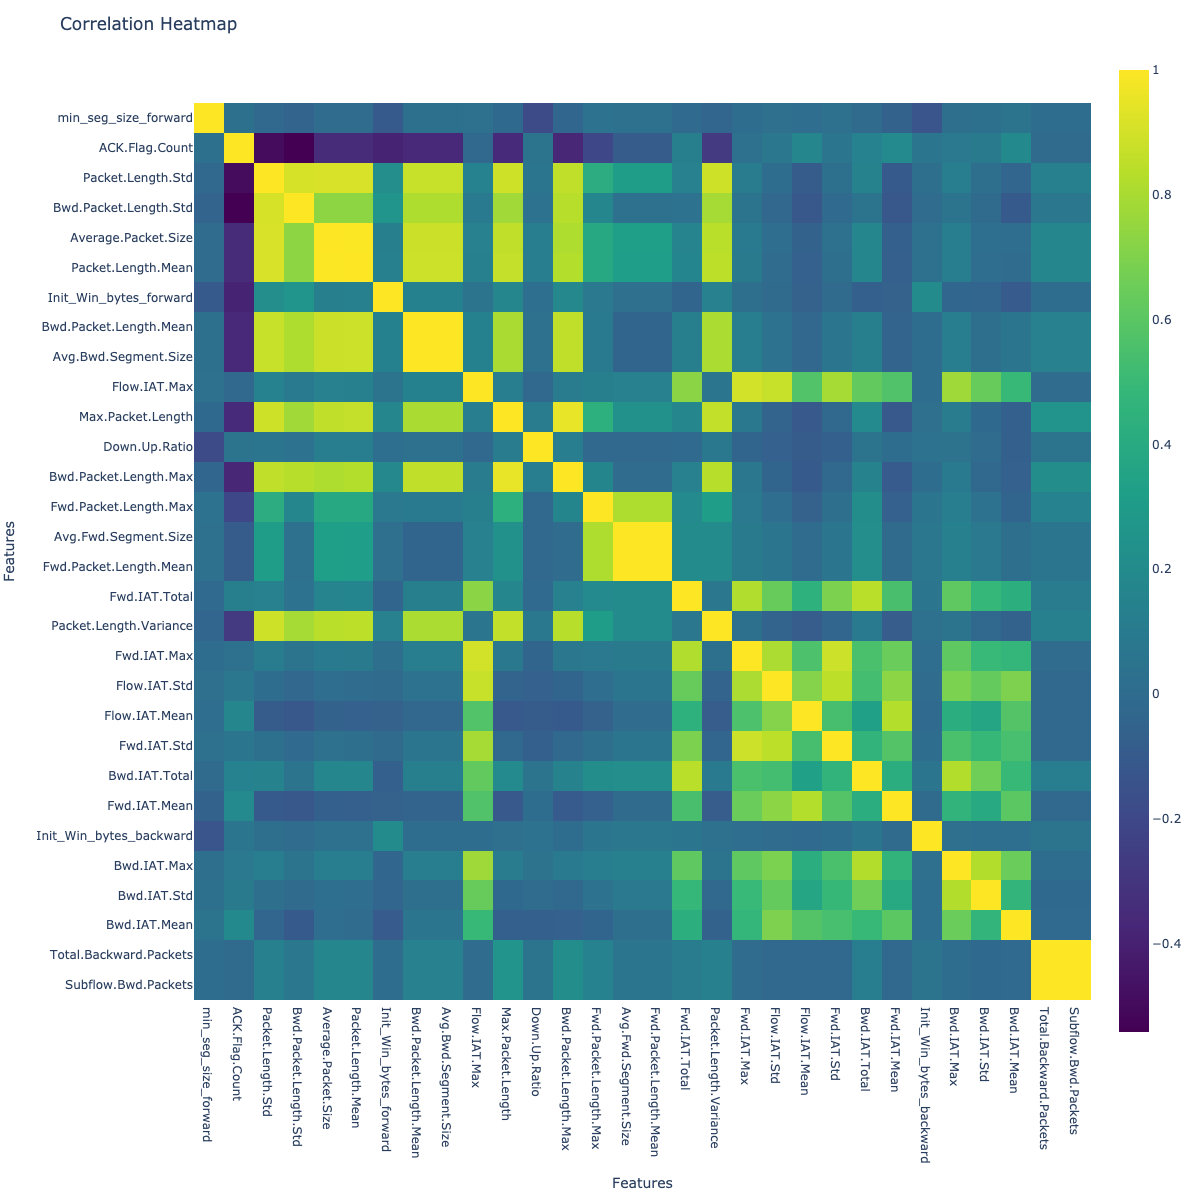 Correlation Heatmap
min_seg_size_forward
ACK.Flag.Count
Packet.Length.Std
Bwd.Packet.Length.Std
Average.Packet.Size
Packet.Length.Mean
Init_Win_bytes_forward
Bwd.Packet.Length.Mean
Avg.Bwd.Segment.Size
Flow.IAT.Max
Max.Packet.Length
Down.Up.Ratio
Bwd.Packet.Length.Max
Fwd.Packet.Length.Max
Avg.Fwd.Segment.Size
Fwd.Packet.Length.Mean
Fwd.IAT.Total
Packet.Length.Variance
Fwd.IAT.Max
Flow.IAT.Std
Flow.IAT.Mean
Fwd.IAT.Std
Bwd.IAT.Total
Fwd.IAT.Mean
Init_Win_bytes_backward
Bwd.IAT.Max
Bwd.IAT.Std
Bwd.IAT.Mean
Total.Backward.Packets
Subflow.Bwd.Packets
Features
min_seg_size_forward
ACK.Flag.Count
Packet.Length.Std
Bwd.Packet.Length.Std
Average.Packet.Size
Packet.Length.Mean
Init_Win_bytes_forward
Bwd.Packet.Length.Mean
Avg.Bwd.Segment.Size
Flow.IAT.Max
Max.Packet.Length
Down.Up.Ratio
Bwd.Packet.Length.Max
Fwd.Packet.Length.Max
Avg.Fwd.Segment.Size
Fwd.Packet.Length.Mean
Fwd.IAT.Total
Packet.Length.Variance
Fwd.IAT.Max
Flow.IAT.Std
Flow.IAT.Mean
Fwd.IAT.Std
Bwd.IAT.Total
Fwd.IAT.Mean
Init_Win_bytes_backward
Bwd.IAT.Max
Bwd.IAT.Std
Bwd.IAT.Mean
Total.Backward.Packets
Subflow.Bwd.Packets
Features
1
0.8
0.6
0.4
0.2
0
−0.2
−0.4